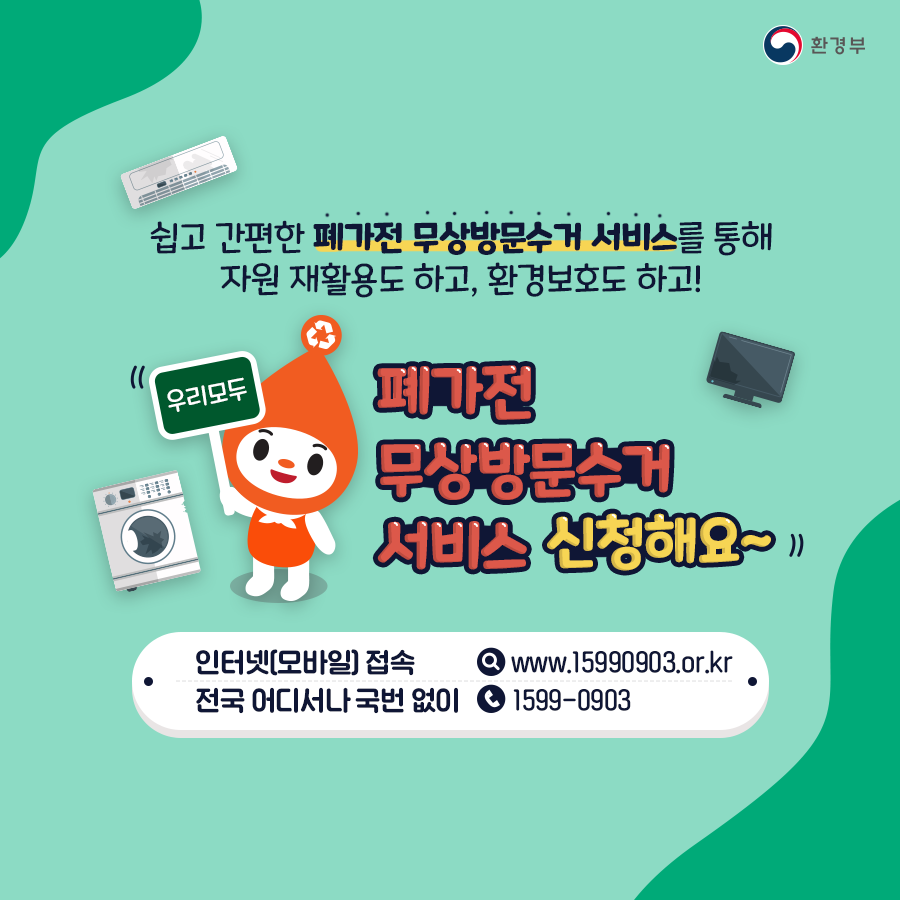 환경부
쉽고 간편한 폐가전 무상방문수거 서비스를 통해
자원 재활용도 하고, 환경보호도 하고!
우리모두
폐가전
무상방문수거
서비스 신청해요~
인터넷(모바일) 접속 www.15990903.or.kr
전국 어디서나 국번 없이 1599-0903